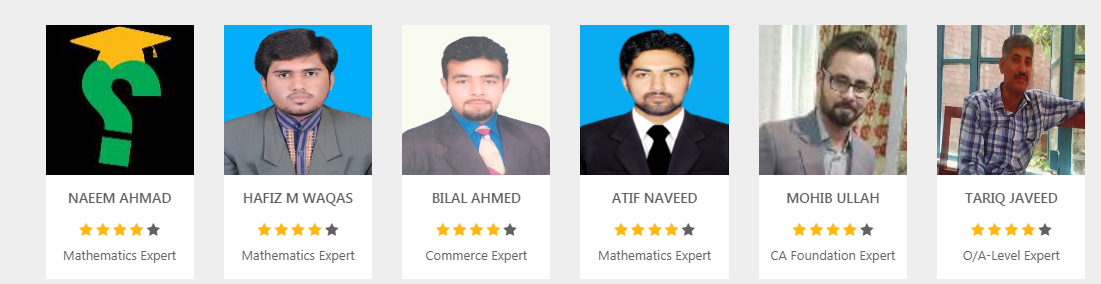 NAEEM AHMAD
Mathematics Expert
HAFIZ M WAQAS
Mathematics Expert
BILAL AHMED
Commerce Expert
ATIF NAVEED
Mathematics Expert
MOHIB ULLAH
CA Foundation Expert
TARIQ JAVEED
O/A-Level Expert